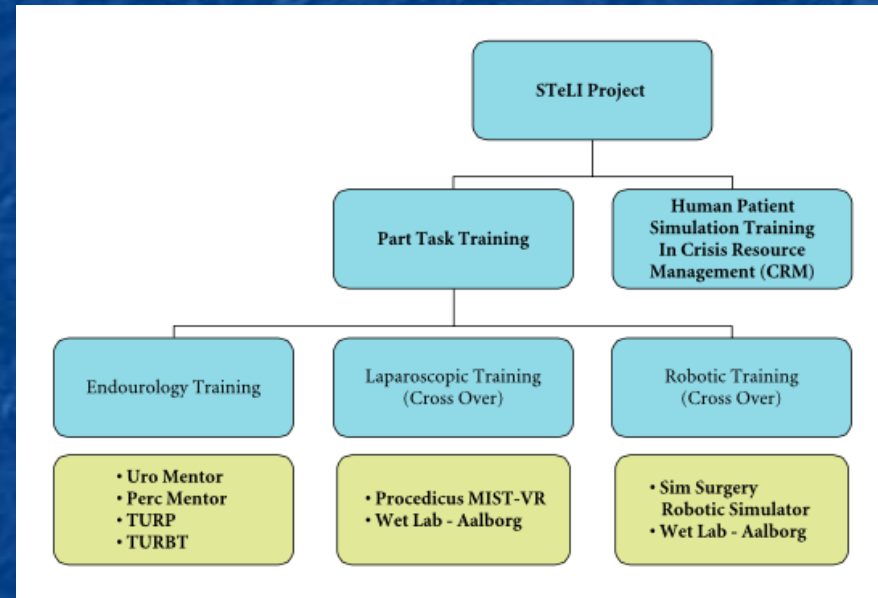 STeLI Project
Part Task Training
Human Patient
Simulation Training
In Crisis Resource
Management (CRM)
Endourology Training
Laparoscopic Training
(Cross Over)
Robotic Training
(Cross Over)
• Uro Mentor
• Perc Mentor
• TURP
• TURBT
• Procedicus MIST-VR
• Wet Lab - Aalborg
• Sim Surgery
Robotic Simulator
• Wet Lab - Aalborg